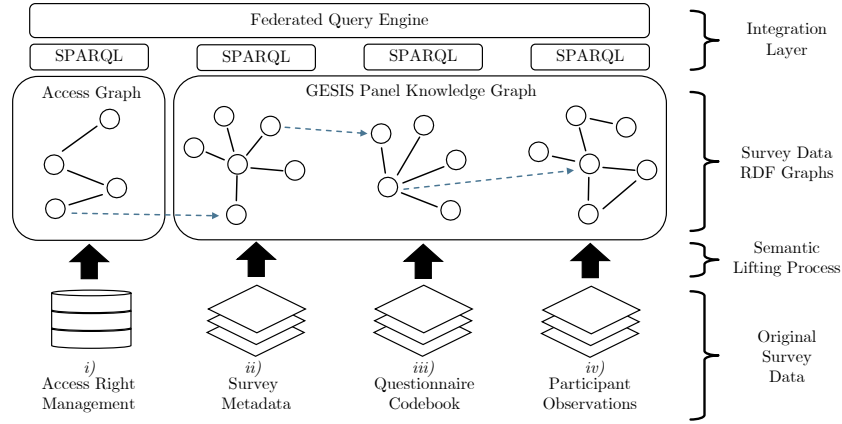 Federated Query Engine
SPARQL SPARQL SPARQL SPARQL
Integration
Layer
Access Graph
GESIS Panel Knowledge Graph
Survey Data
RDF Graphs
Semantic
Lifting Process
i)
Access Right
Management
ii)
Survey
Metadata
iii)
Questionnaire
Codebook
iv)
Participant
Observations
Original
Survey
Data